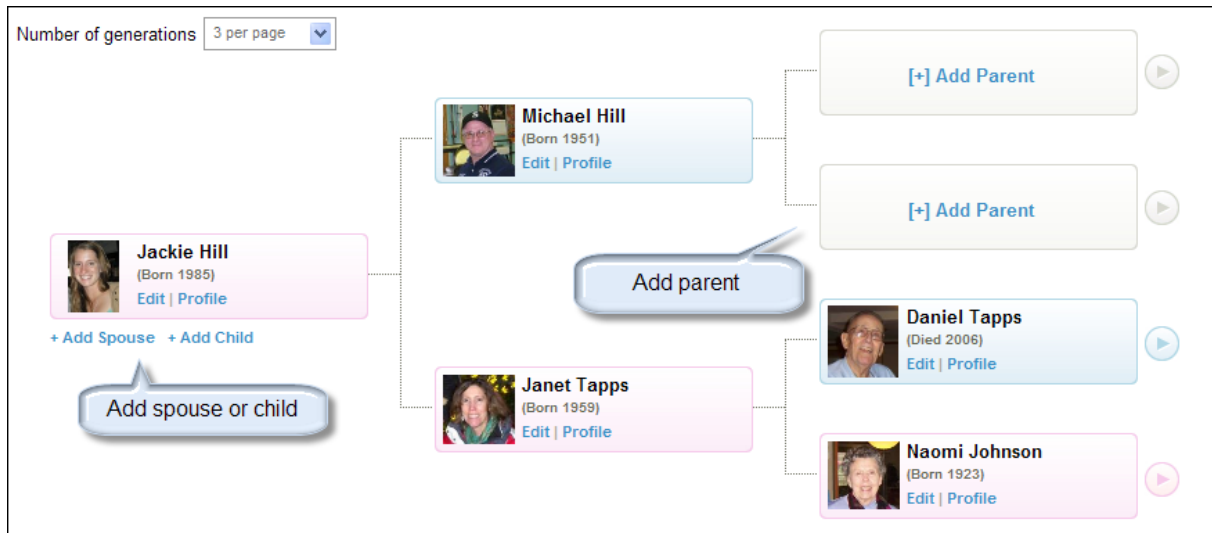 Number of generations 3 per page
[+] Add Parent
Michael Hill
(Born 1951)
Edit | Profile
[+] Add Parent
Jackie Hill
(Born 1985)
Edit | Profile
+ Add Spouse + Add Child
Add parent
Add spouse or child
Daniel Tapps
(Died 2006)
Edit | Profile
Janet Tapps
(Born 1959)
Edit | Profile
Naomi Johnson
(Born 1923)
Edit | Profile